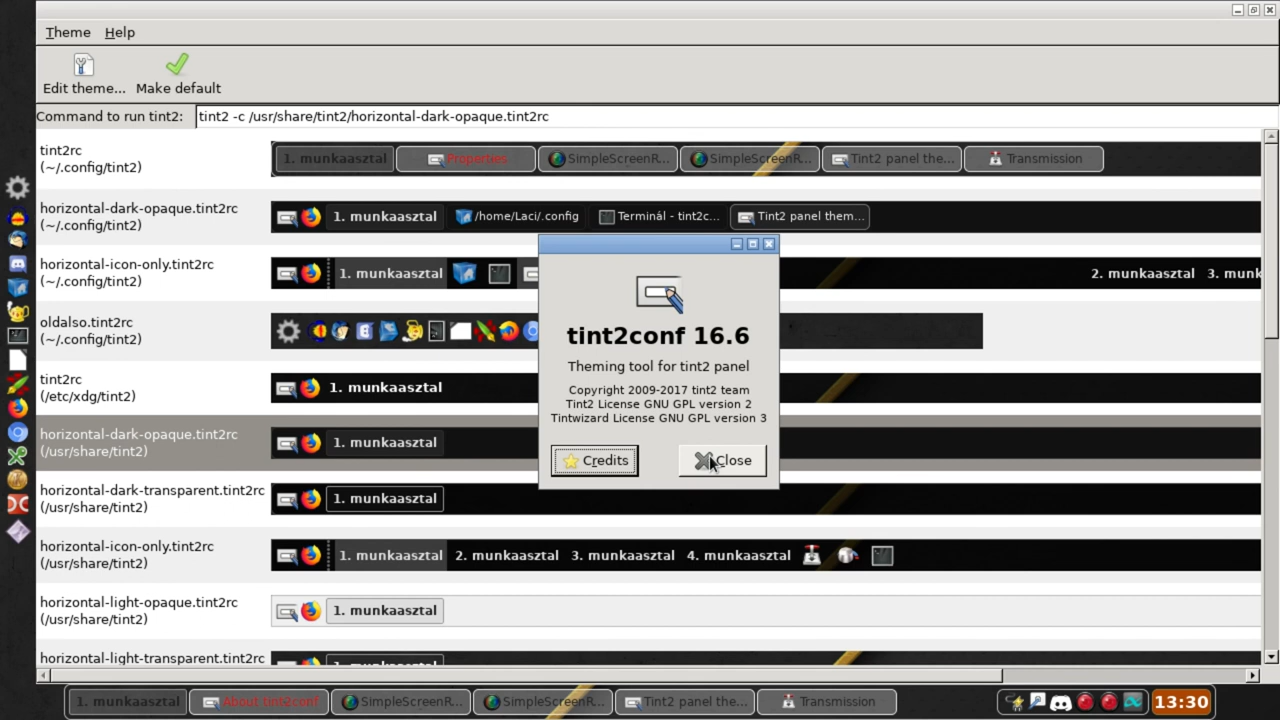 Theme Help
Edit theme... Make default
Command to run tint2: tint2 -c /usr/share/tint2/horizontal-dark-opaque.tint2rc
tint2rc
(~/.config/tint2)
1. munkaasztal Properties SimpleScreenR... SimpleScreenR... Tint2 panel the... Transmission
horizontal-dark-opaque.tint2rc
(~/.config/tint2)
1. munkaasztal /home/Laci/.config Terminál - tint2c... Tint2 panel them...
horizontal-icon-only.tint2rc
(~/.config/tint2)
1. munkaasztal 2. munkaasztal 3. munk
oldalso.tint2rc
(~/.config/tint2)
tint2rc
(/etc/xdg/tint2)
1. munkaasztal
horizontal-dark-opaque.tint2rc
(/usr/share/tint2)
1. munkaasztal
horizontal-dark-transparent.tint2rc
(/usr/share/tint2)
1. munkaasztal
horizontal-icon-only.tint2rc
(/usr/share/tint2)
1. munkaasztal 2. munkaasztal 3. munkaasztal 4. munkaasztal
horizontal-light-opaque.tint2rc
(/usr/share/tint2)
1. munkaasztal
horizontal-light-transparent.tint2rc
1. munkaasztal
tint2conf 16.6
Theming tool for tint2 panel
Copyright 2009-2017 tint2 team
Tint2 License GNU GPL version 2
Tintwizard License GNU GPL version 3
Credits Close
1. munkaasztal About tint2conf SimpleScreenR... SimpleScreenR... Tint2 panel the... Transmission 13:30